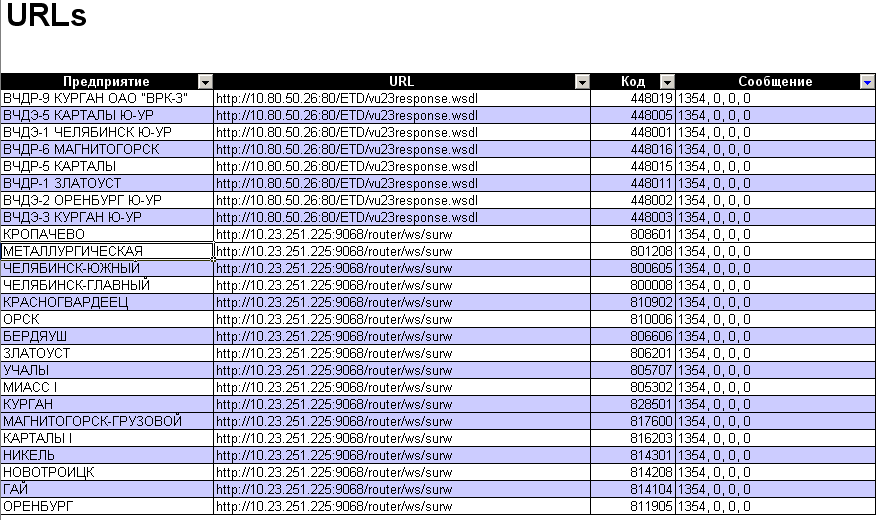 URLs
Предприятие URL Код Сообщение
ВЧДР-9 КУРГАН ОАО "ВРК-3" http://10.80.50.26:80/ETD/vu23response.wsdl 448019 1354, 0, 0, 0
ВЧДЭ-5 КАРТАЛЫ Ю-УР http://10.80.50.26:80/ETD/vu23response.wsdl 448005 1354, 0, 0, 0
ВЧДЭ-1 ЧЕЛЯБИНСК Ю-УР http://10.80.50.26:80/ETD/vu23response.wsdl 448001 1354, 0, 0, 0
ВЧДР-6 МАГНИТОГОРСК http://10.80.50.26:80/ETD/vu23response.wsdl 448016 1354, 0, 0, 0
ВЧДР-5 КАРТАЛЫ http://10.80.50.26:80/ETD/vu23response.wsdl 448015 1354, 0, 0, 0
ВЧДР-1 ЗЛАТОУСТ http://10.80.50.26:80/ETD/vu23response.wsdl 448011 1354, 0, 0, 0
ВЧДЭ-2 ОРЕНБУРГ Ю-УР http://10.80.50.26:80/ETD/vu23response.wsdl 448002 1354, 0, 0, 0
ВЧДЭ-3 КУРГАН Ю-УР http://10.80.50.26:80/ETD/vu23response.wsdl 448003 1354, 0, 0, 0
КРОПАЧЕВО http://10.23.251.225:9068/router/ws/surw 808601 1354, 0, 0, 0
МЕТАЛЛУРГИЧЕСКАЯ http://10.23.251.225:9068/router/ws/surw 801208 1354, 0, 0, 0
ЧЕЛЯБИНСК-ЮЖНЫЙ http://10.23.251.225:9068/router/ws/surw 800605 1354, 0, 0, 0
ЧЕЛЯБИНСК-ГЛАВНЫЙ http://10.23.251.225:9068/router/ws/surw 800008 1354, 0, 0, 0
КРАСНОГВАРДЕЕЦ http://10.23.251.225:9068/router/ws/surw 810902 1354, 0, 0, 0
ОРСК http://10.23.251.225:9068/router/ws/surw 810006 1354, 0, 0, 0
БЕРДЯУШ http://10.23.251.225:9068/router/ws/surw 806606 1354, 0, 0, 0
ЗЛАТОУСТ http://10.23.251.225:9068/router/ws/surw 806201 1354, 0, 0, 0
УЧАЛЫ http://10.23.251.225:9068/router/ws/surw 805707 1354, 0, 0, 0
МИАСС I http://10.23.251.225:9068/router/ws/surw 805302 1354, 0, 0, 0
КУРГАН http://10.23.251.225:9068/router/ws/surw 828501 1354, 0, 0, 0
МАГНИТОГОРСК-ГРУЗОВОЙ http://10.23.251.225:9068/router/ws/surw 817600 1354, 0, 0, 0
КАРТАЛЫ I http://10.23.251.225:9068/router/ws/surw 816203 1354, 0, 0, 0
НИКЕЛЬ http://10.23.251.225:9068/router/ws/surw 814301 1354, 0, 0, 0
НОВОТРОИЦК http://10.23.251.225:9068/router/ws/surw 814208 1354, 0, 0, 0
ГАЙ http://10.23.251.225:9068/router/ws/surw 814104 1354, 0, 0, 0
ОРЕНБУРГ http://10.23.251.225:9068/router/ws/surw 811905 1354, 0, 0, 0